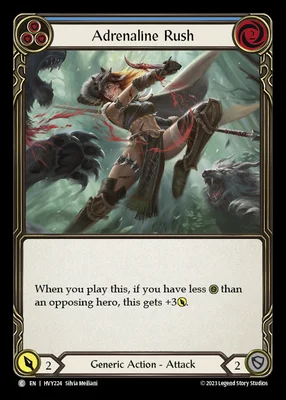 Adrenaline Rush
When you play this, if you have less than
an opposing hero, this gets +3.
2 Generic Action - Attack 2
C EN | HVY224 Silvia Meiliani ©2023 Legend Story Studios